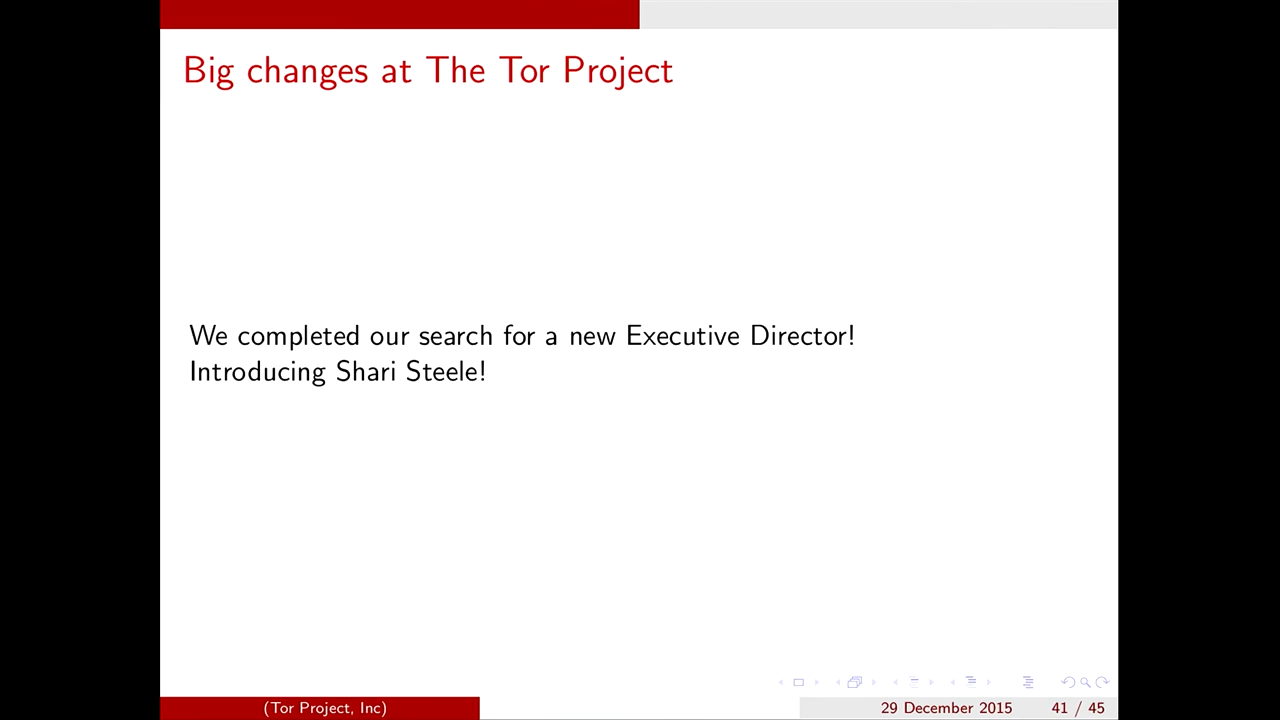 Big changes at The Tor Project
We completed our search for a new Executive Director!
Introducing Shari Steele!
(Tor Project, Inc)
29 December 2015
41 / 45